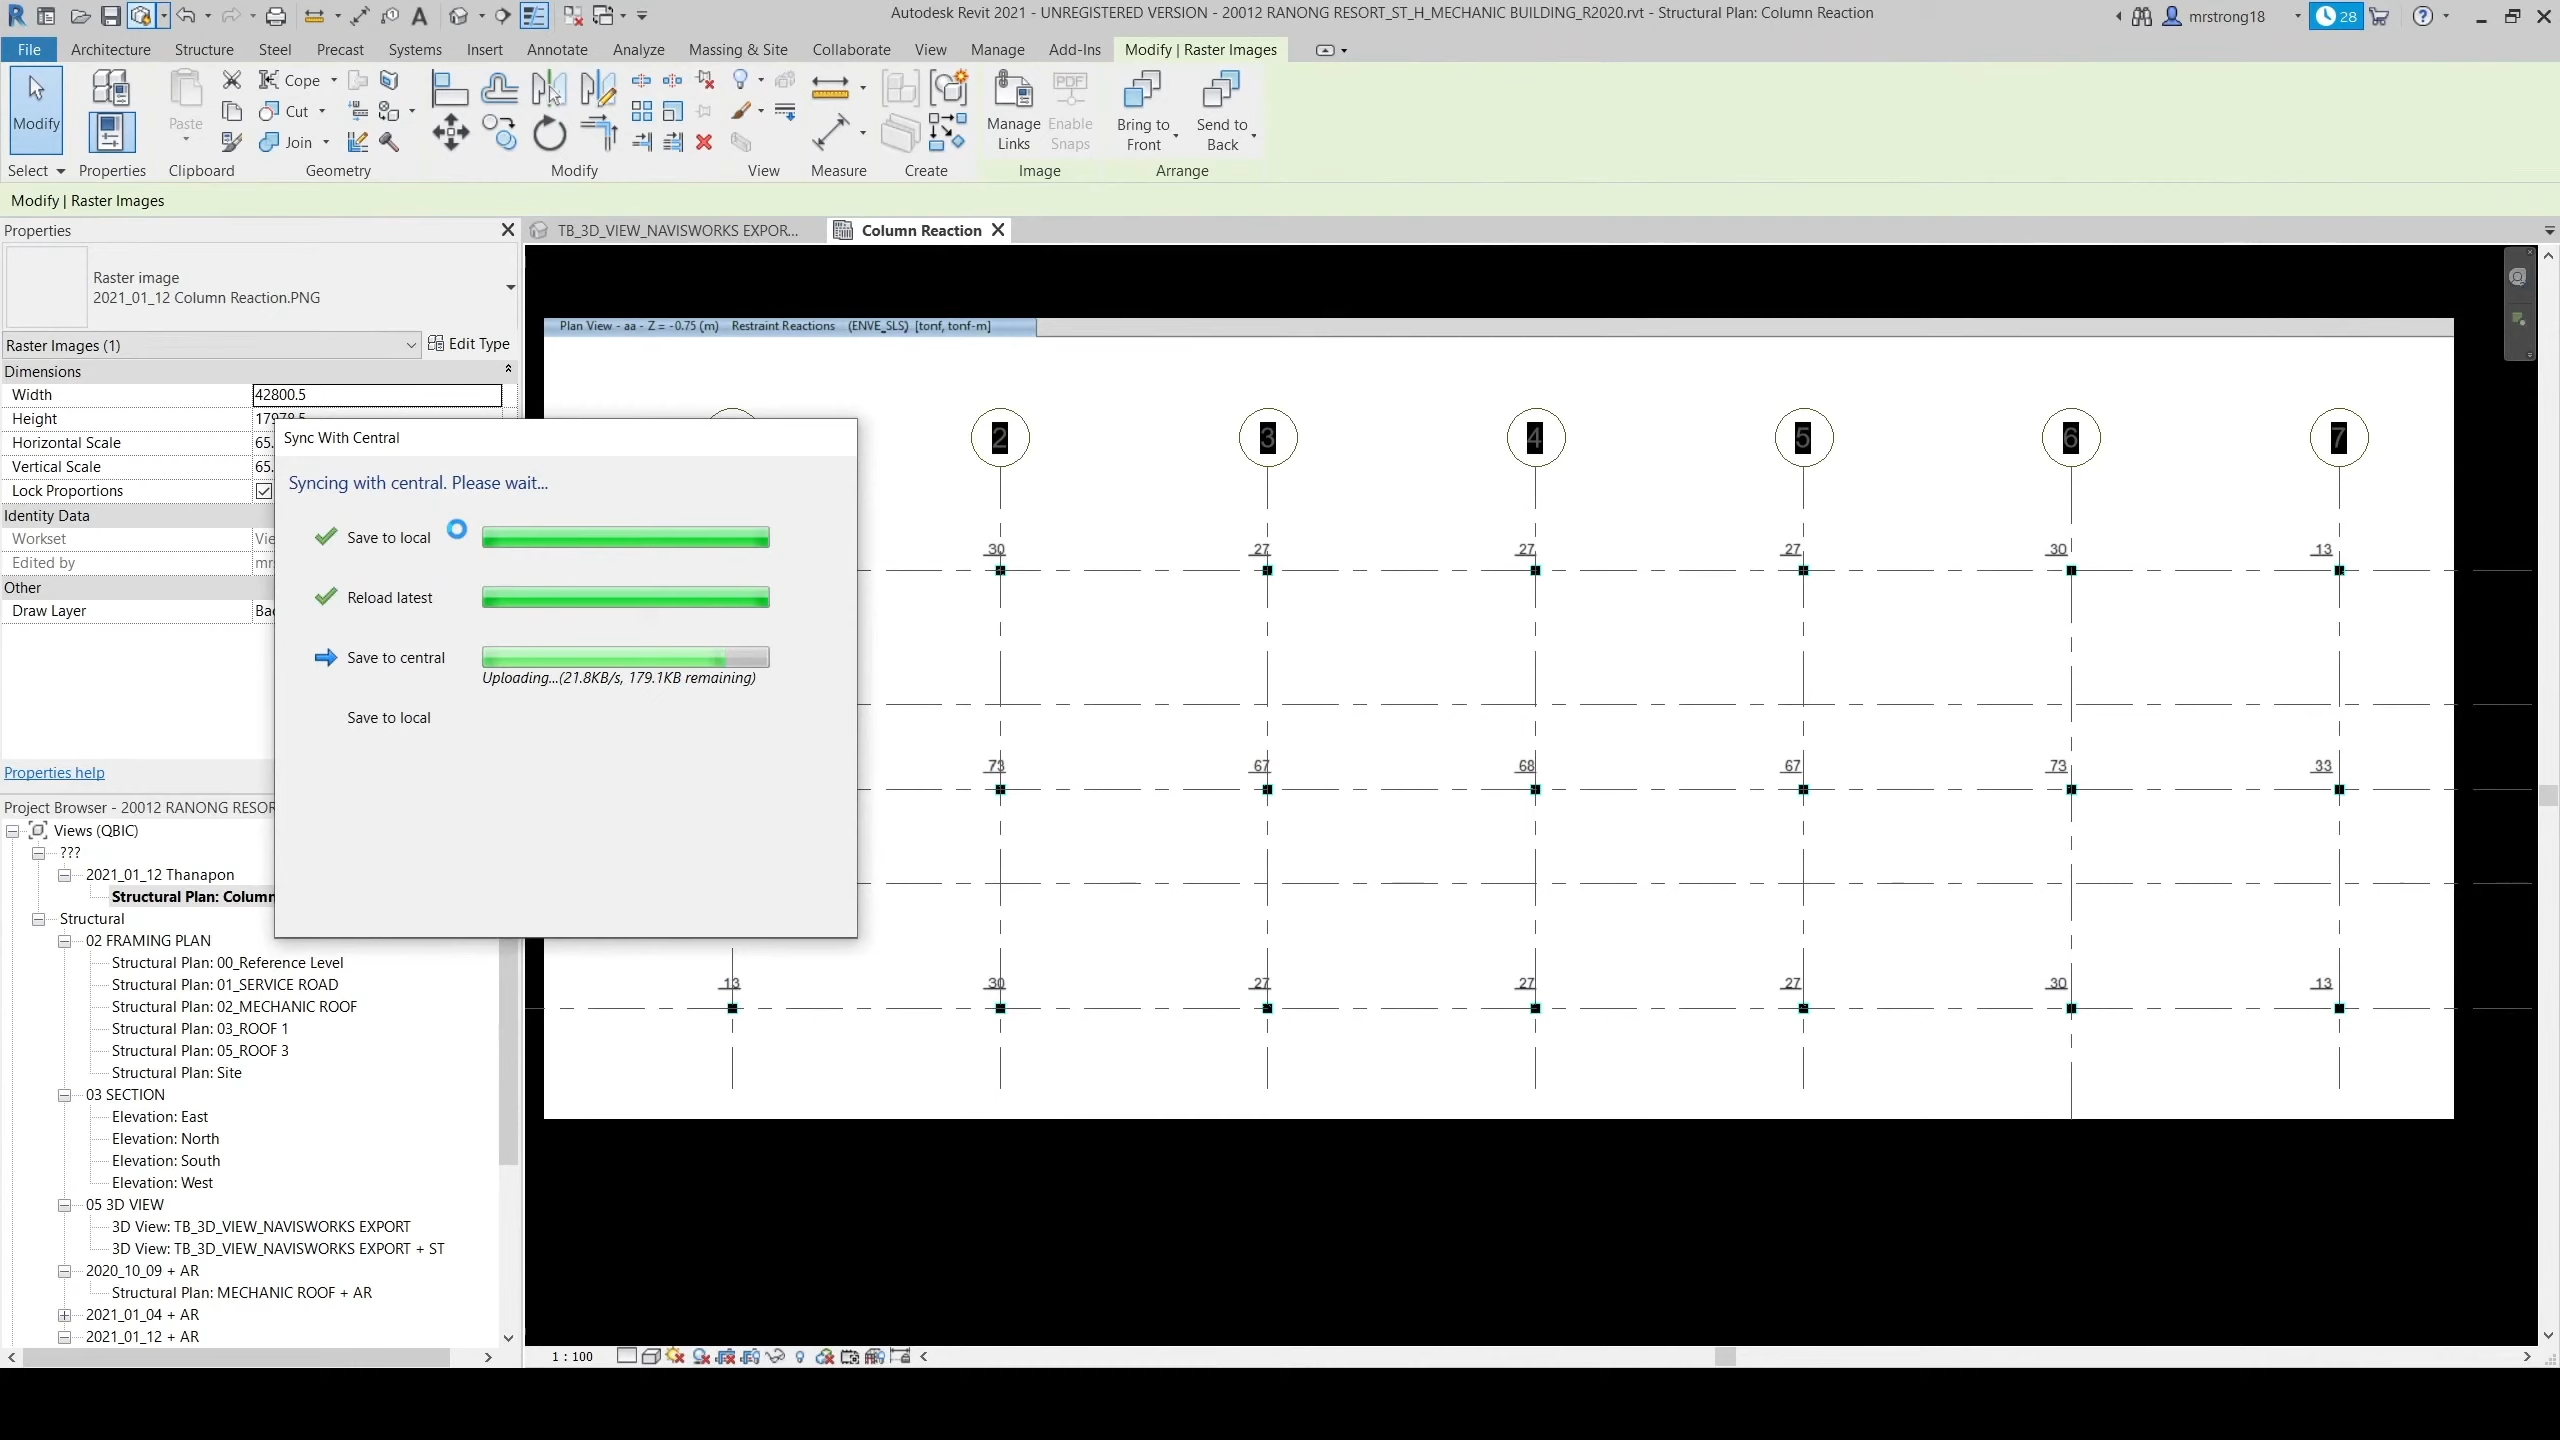 Autodesk Revit 2021 - UNREGISTERED VERSION - 20012 RANONG RESORT_ST_H_MECHANIC BUILDING_R2020.rvt - Structural Plan: Column Reaction
mrstrong18
28
File Architecture Structure Steel Precast Systems Insert Annotate Analyze Massing & Site Collaborate View Manage Add-Ins Modify | Raster Images
Modify
Paste
Cope
Cut
Join
Manage Links
PDF
Enable Snaps
Bring to Front
Send to Back
Select Properties Clipboard Geometry Modify View Measure Create Image Arrange
Modify | Raster Images
Properties
TB_3D_VIEW_NAVISWORKS EXPOR...
Column Reaction
Raster image
2021_01_12 Column Reaction.PNG
Raster Images (1)
Edit Type
Dimensions
Width 42800.5
Height 17978.5
Horizontal Scale 65.
Vertical Scale 65.
Lock Proportions
Identity Data
Workset Vie
Edited by mr
Other
Draw Layer Bac
Properties help
Sync With Central
Syncing with central. Please wait...
Save to local
Reload latest
Save to central
Uploading...(21.8KB/s, 179.1KB remaining)
Save to local
Project Browser - 20012 RANONG RESOR
Views (QBIC)
???
2021_01_12 Thanapon
Structural Plan: Column
Structural
02 FRAMING PLAN
Structural Plan: 00_Reference Level
Structural Plan: 01_SERVICE ROAD
Structural Plan: 02_MECHANIC ROOF
Structural Plan: 03_ROOF 1
Structural Plan: 05_ROOF 3
Structural Plan: Site
03 SECTION
Elevation: East
Elevation: North
Elevation: South
Elevation: West
05 3D VIEW
3D View: TB_3D_VIEW_NAVISWORKS EXPORT
3D View: TB_3D_VIEW_NAVISWORKS EXPORT + ST
2020_10_09 + AR
Structural Plan: MECHANIC ROOF + AR
2021_01_04 + AR
2021_01_12 + AR
Plan View - aa - Z = -0.75 (m) Restraint Reactions (ENVE_SLS) [tonf, tonf-m]
2 3 4 5 6 7
30 27 27 27 30 13
73 67 68 67 73 33
13 30 27 27 27 30 13
1 : 100